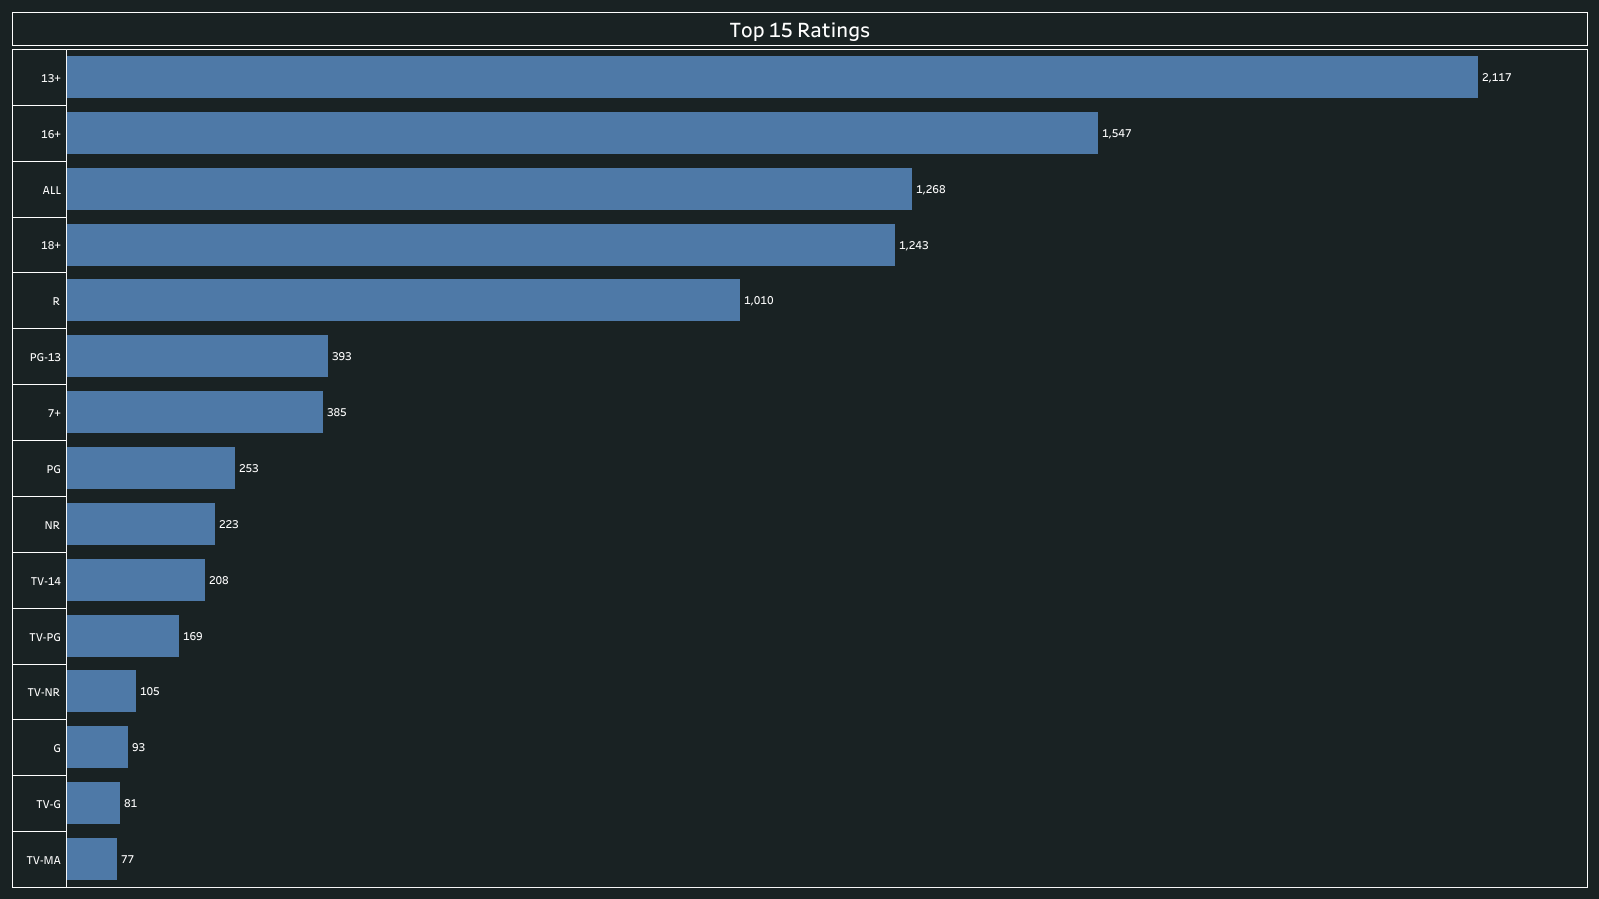 Top 15 Ratings
13+ 2,117
16+ 1,547
ALL 1,268
18+ 1,243
R 1,010
PG-13 393
7+ 385
PG 253
NR 223
TV-14 208
TV-PG 169
TV-NR 105
G 93
TV-G 81
TV-MA 77